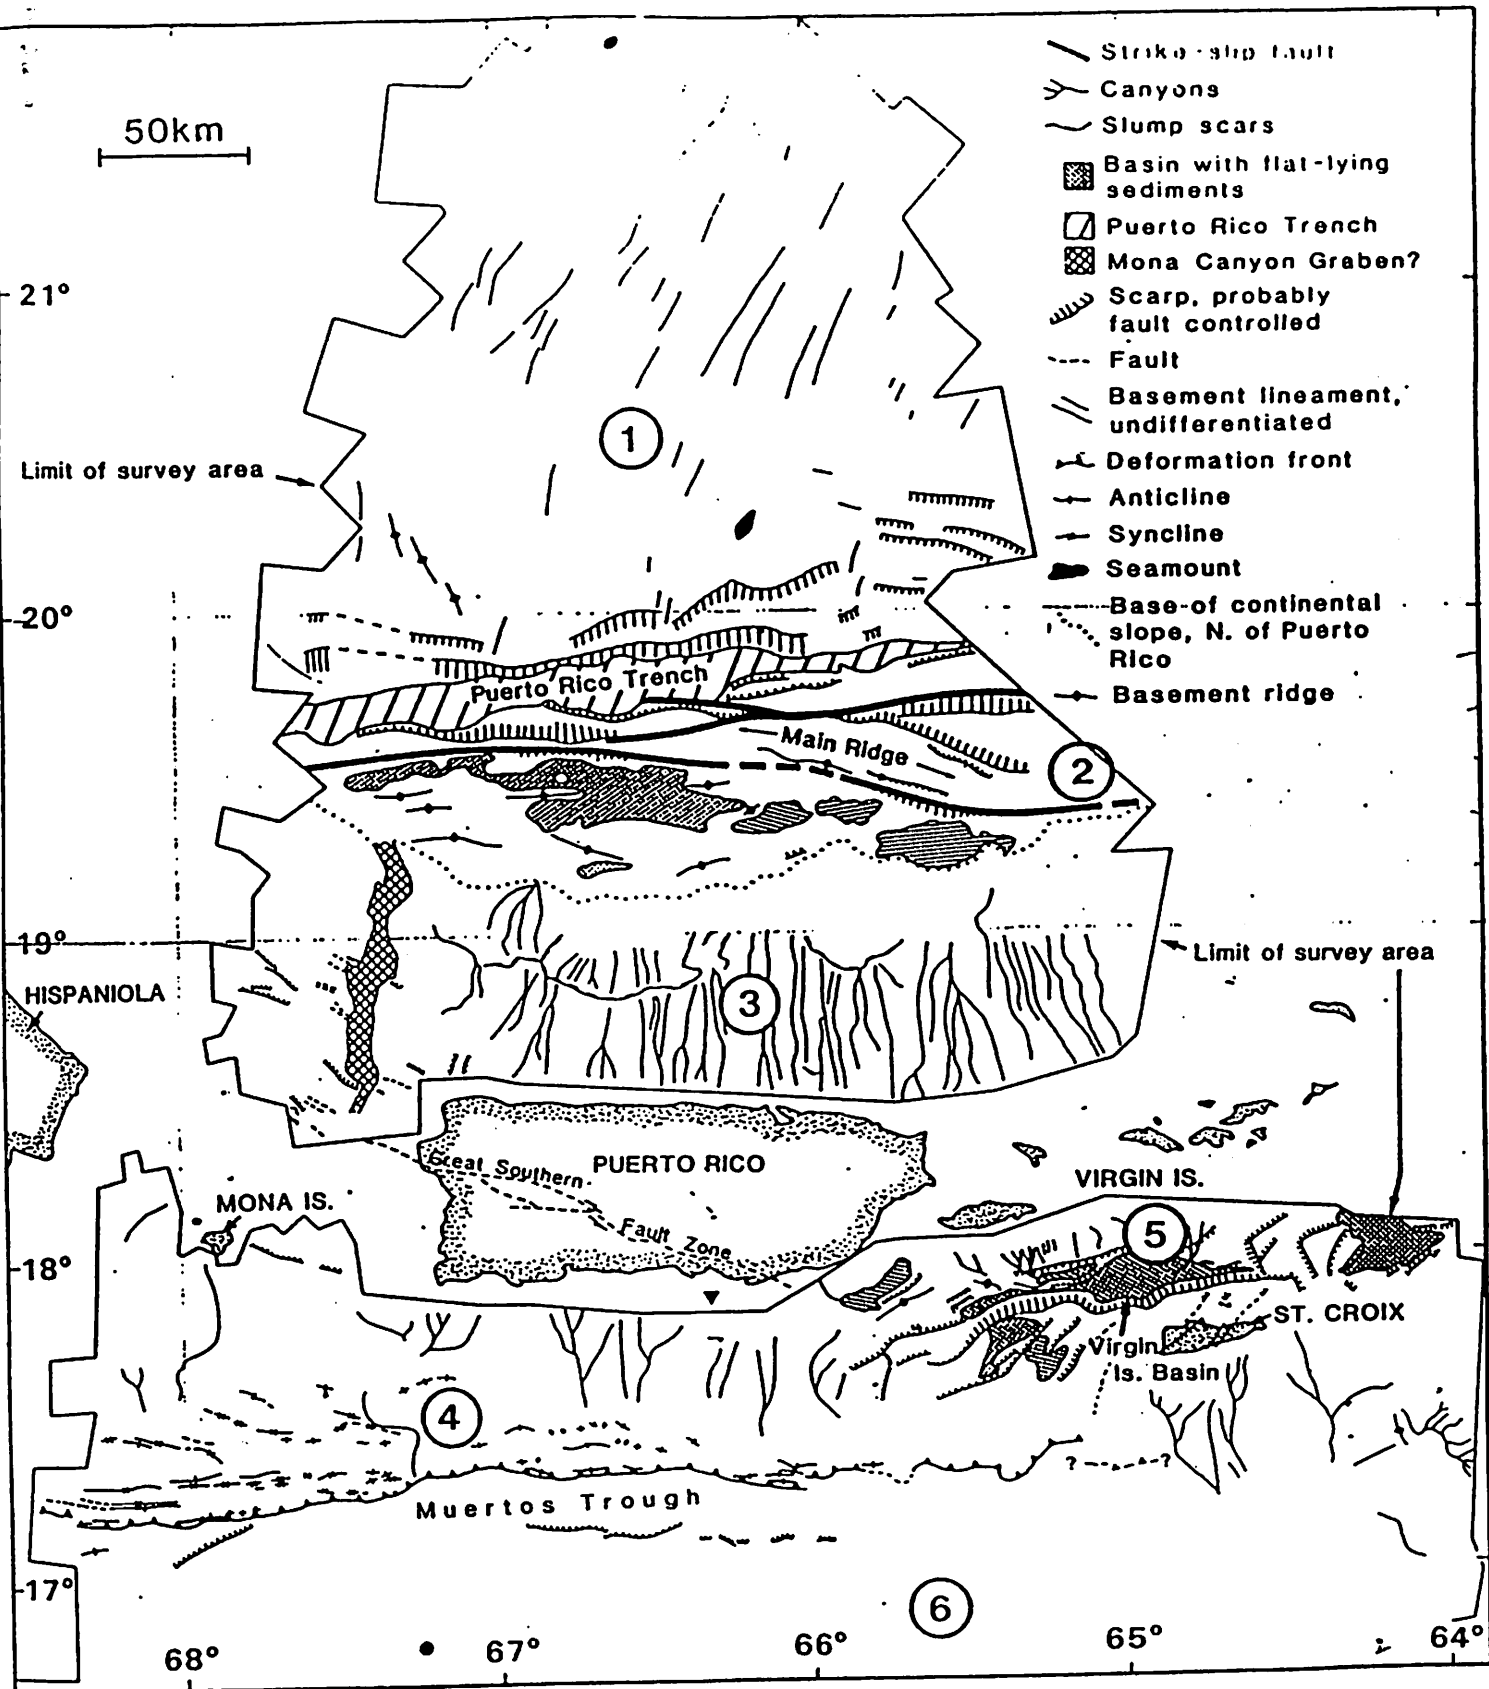 Strike-slip fault
50km
Canyons
Slump scars
Basin with flat-lying
sediments
Puerto Rico Trench
Mona Canyon Graben?
21°
Scarp, probably
fault controlled
Fault
Basement lineament,
undifferentiated
1
Limit of survey area
Deformation front
Anticline
Syncline
Seamount
20°
Base of continental
slope, N. of Puerto
Rico
Puerto Rico Trench
Basement ridge
Main Ridge
2
19°
Limit of survey area
HISPANIOLA
3
Great Southern
Fault Zone
PUERTO RICO
VIRGIN IS.
MONA IS.
5
18°
ST. CROIX
Virgin
Is. Basin
4
? ?
Muertos Trough
17°
6
68° 67° 66° 65° 64°